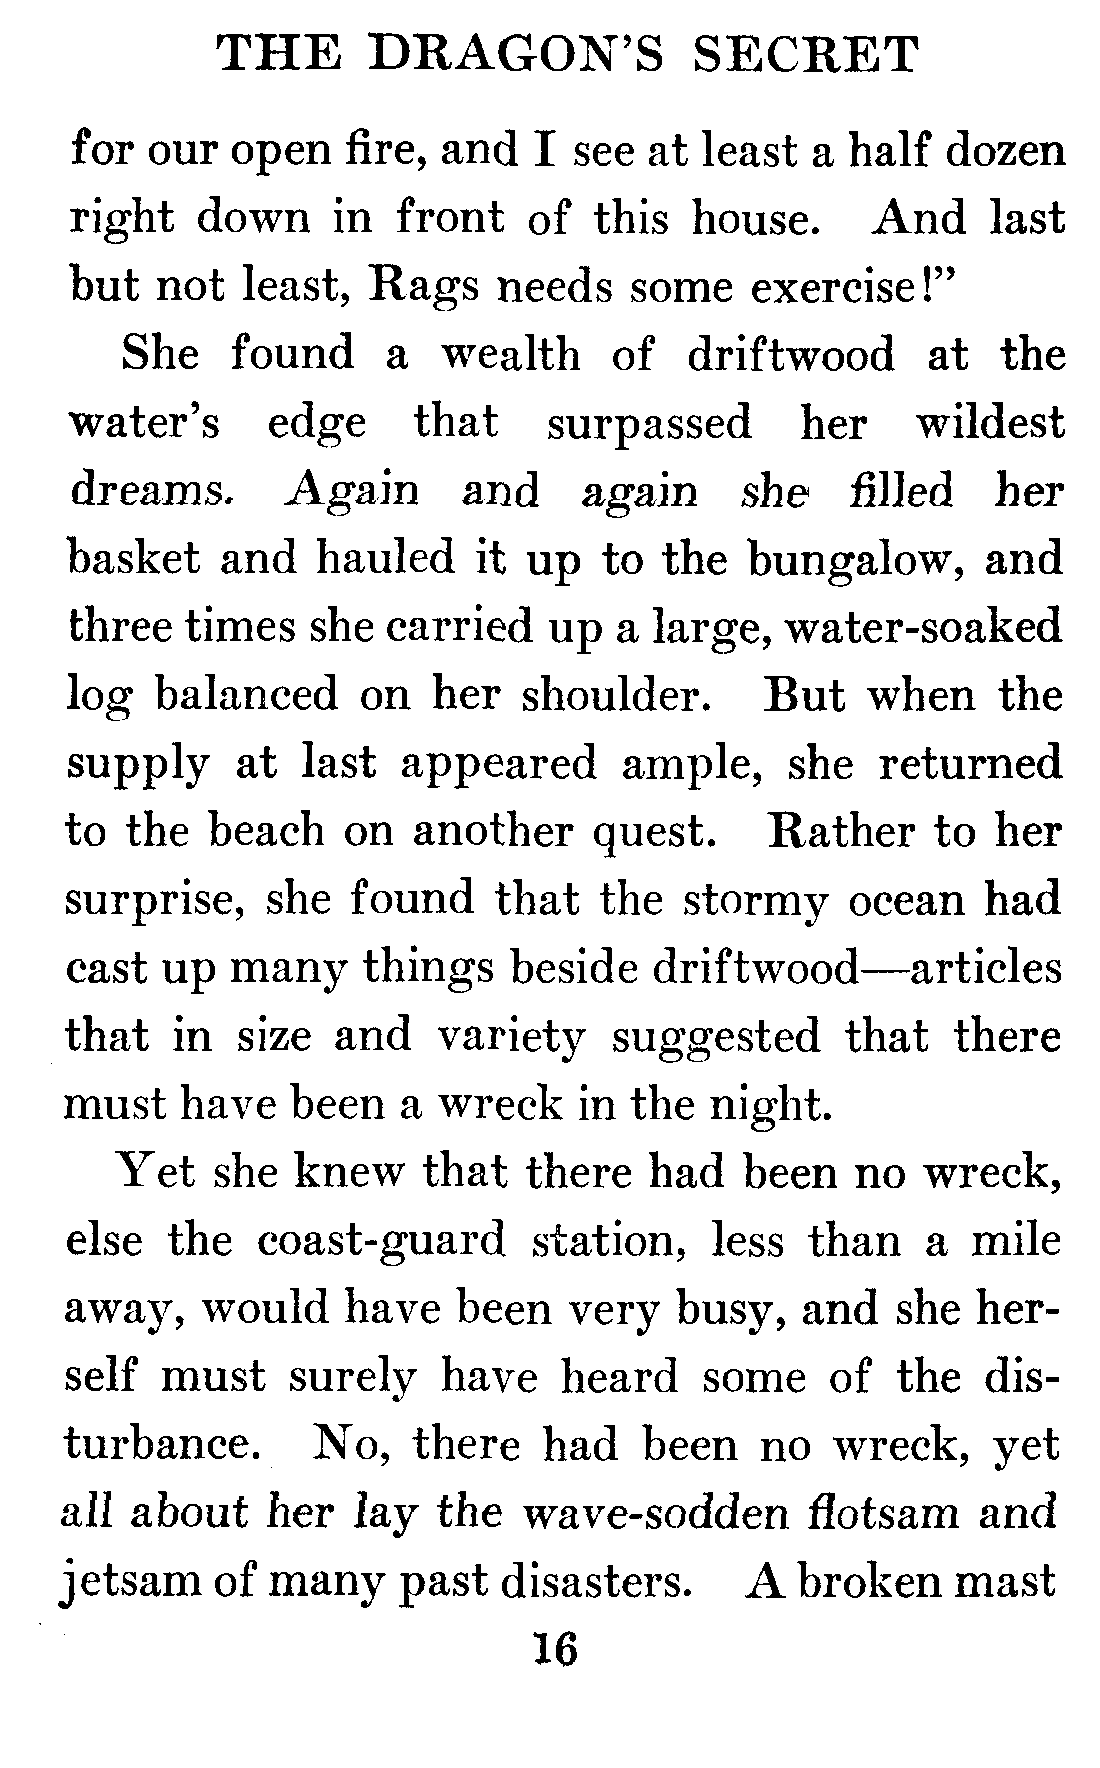 THE DRAGON'S SECRET
for our open fire, and I see at least a half dozen
right down in front of this house. And last
but not least, Rags needs some exercise!”
She found a wealth of driftwood at the
water's edge that surpassed her wildest
dreams. Again and again she filled her
basket and hauled it up to the bungalow, and
three times she carried up a large, water-soaked
log balanced on her shoulder. But when the
supply at last appeared ample, she returned
to the beach on another quest. Rather to her
surprise, she found that the stormy ocean had
cast up many things beside driftwood—articles
that in size and variety suggested that there
must have been a wreck in the night.
Yet she knew that there had been no wreck,
else the coast-guard station, less than a mile
away, would have been very busy, and she her-
self must surely have heard some of the dis-
turbance. No, there had been no wreck, yet
all about her lay the wave-sodden flotsam and
jetsam of many past disasters. A broken mast
16